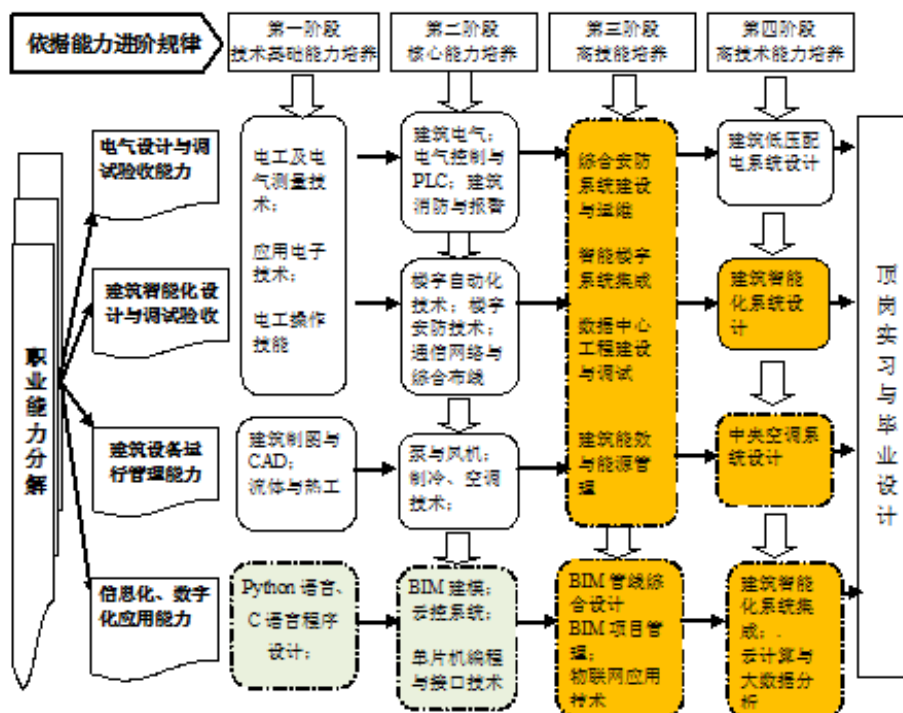 依据能力进阶规律
第一阶段
技术基础能力培养
第二阶段
核心能力培养
第三阶段
高技能培养
第四阶段
高技术能力培养
职业能力分解
电气设计与调
试验收能力
建筑智能化设
计与调试验收
建筑设备运
行管理能力
信息化、数字
化应用能力
电工及电
气测量技
术；
应用电子
技术；
电工操作
技能
建筑制图与
CAD；
流体与热工
Python 语言、
C 语言程序
设计；
建筑电气；
电气控制与
PLC；建筑
消防与报警
楼宇自动化
技术；楼宇
安防技术；
通信网络与
综合布线
泵与风机；
制冷、空调
技术；
BIM 建模；
云控系统；
单片机编程
与接口技术
综合安防
系统建设
与运维
智能楼宇
系统集成
数据中心
工程建设
与调试
建筑能效
与能源管
理
BIM 管线综
合设计
BIM 项目管
理；
物联网应用
技术
建筑低压配
电系统设计
建筑智能
化系统设
计
中央空调系
统设计
建筑智能
化系统集
成；.
云计算与
大数据分
析
顶岗实习与毕业设计